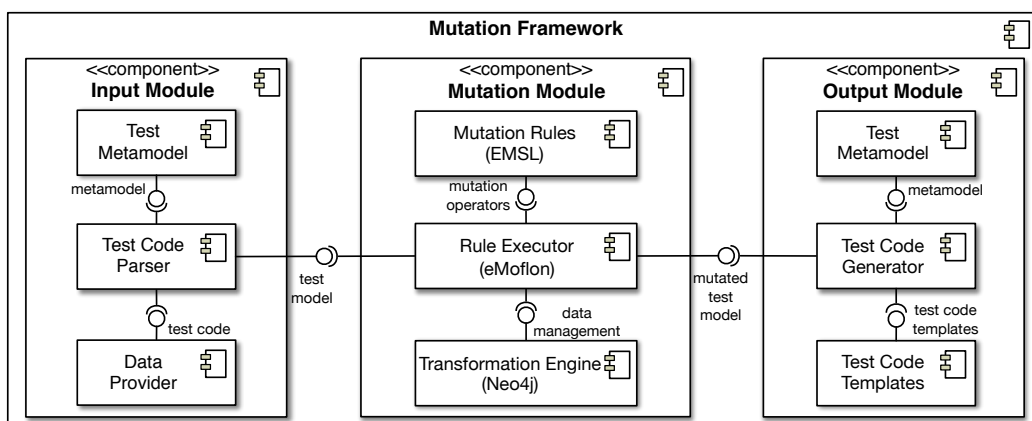 Mutation Framework
<<component>>
Input Module
Test
Metamodel
metamodel
Test Code
Parser
test code
Data
Provider
test
model
<<component>>
Mutation Module
Mutation Rules
(EMSL)
mutation
operators
Rule Executor
(eMoflon)
data
management
Transformation Engine
(Neo4j)
mutated
test
model
<<component>>
Output Module
Test
Metamodel
metamodel
Test Code
Generator
test code
templates
Test Code
Templates